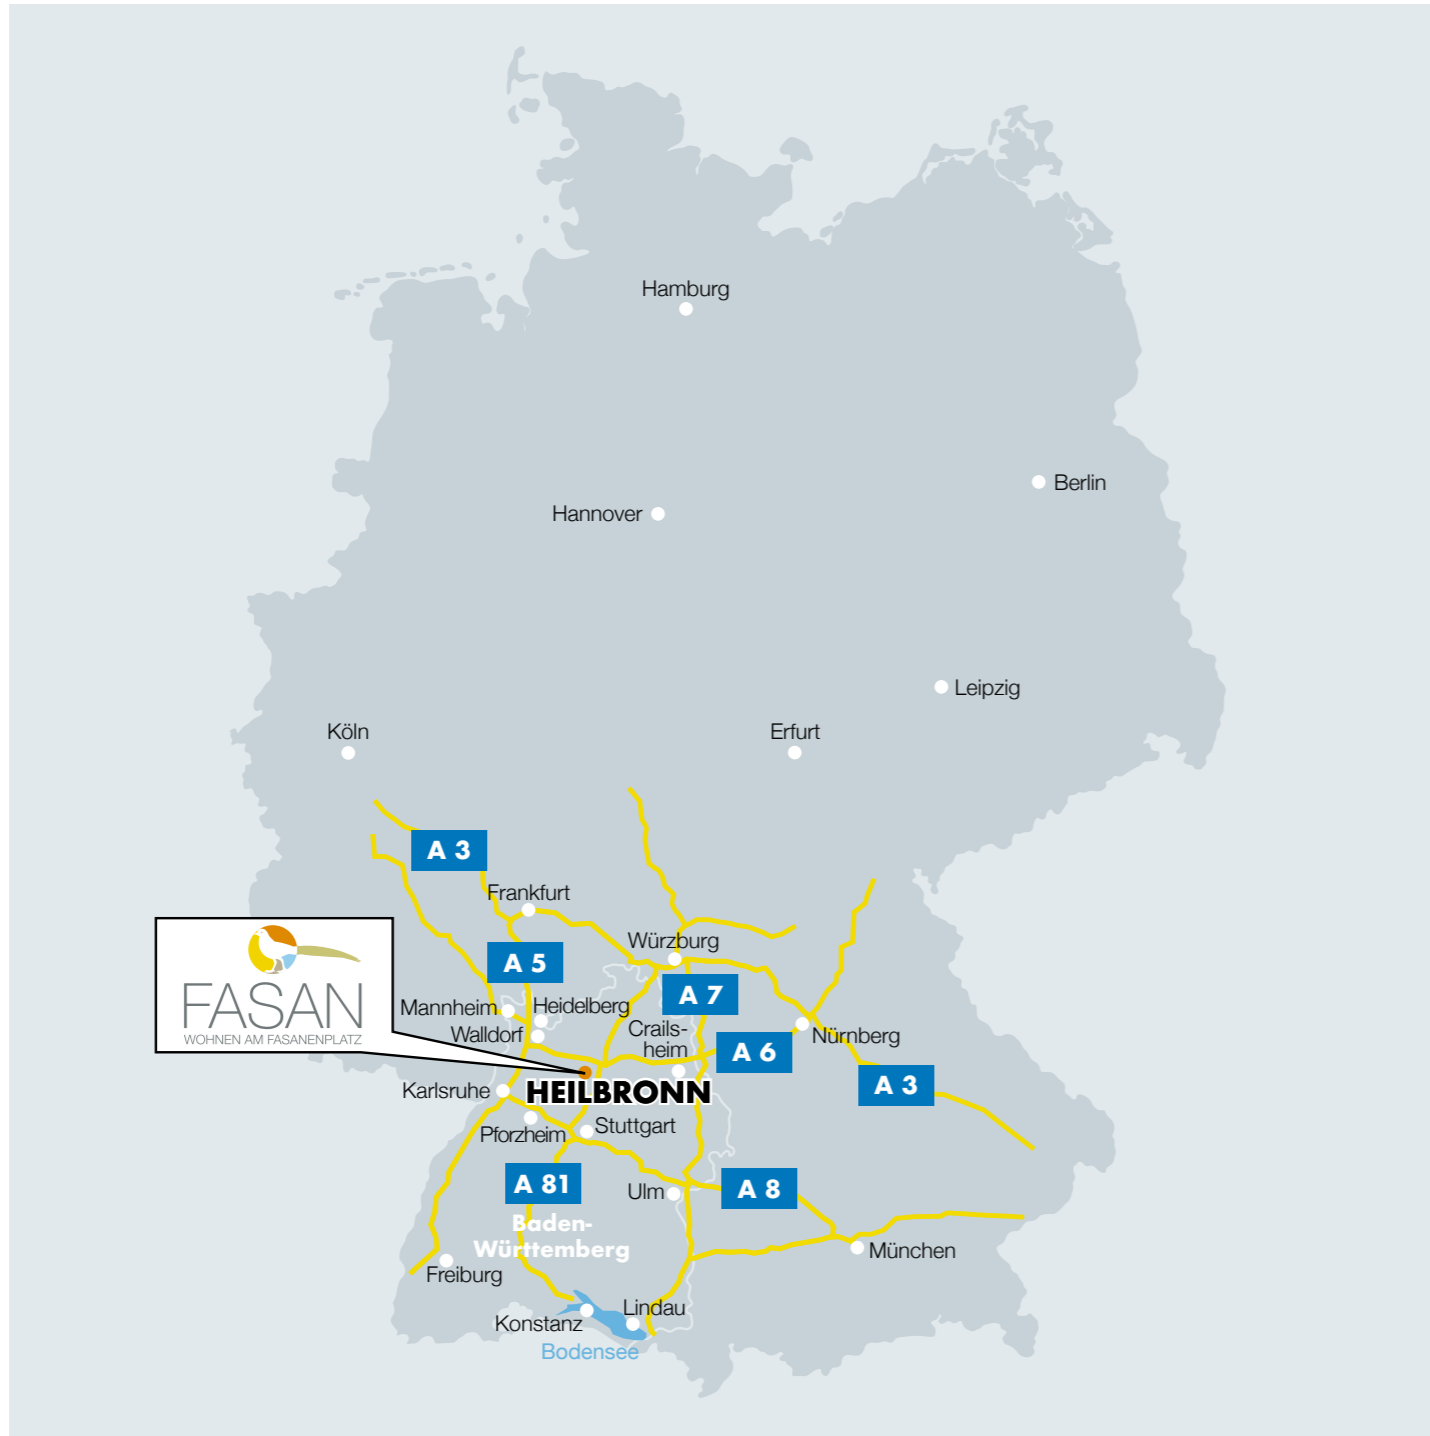 Hamburg
Berlin
Hannover
Leipzig
Köln
Erfurt
A 3
Frankfurt
Würzburg
A 5
A 7
FASAN
WOHNEN AM FASANENPLATZ
Mannheim
Heidelberg
Walldorf
Crails-
heim
Nürnberg
A 6
A 3
Karlsruhe
HEILBRONN
Pforzheim
Stuttgart
A 81
Ulm
A 8
Baden-
Württemberg
München
Freiburg
Lindau
Konstanz
Bodensee